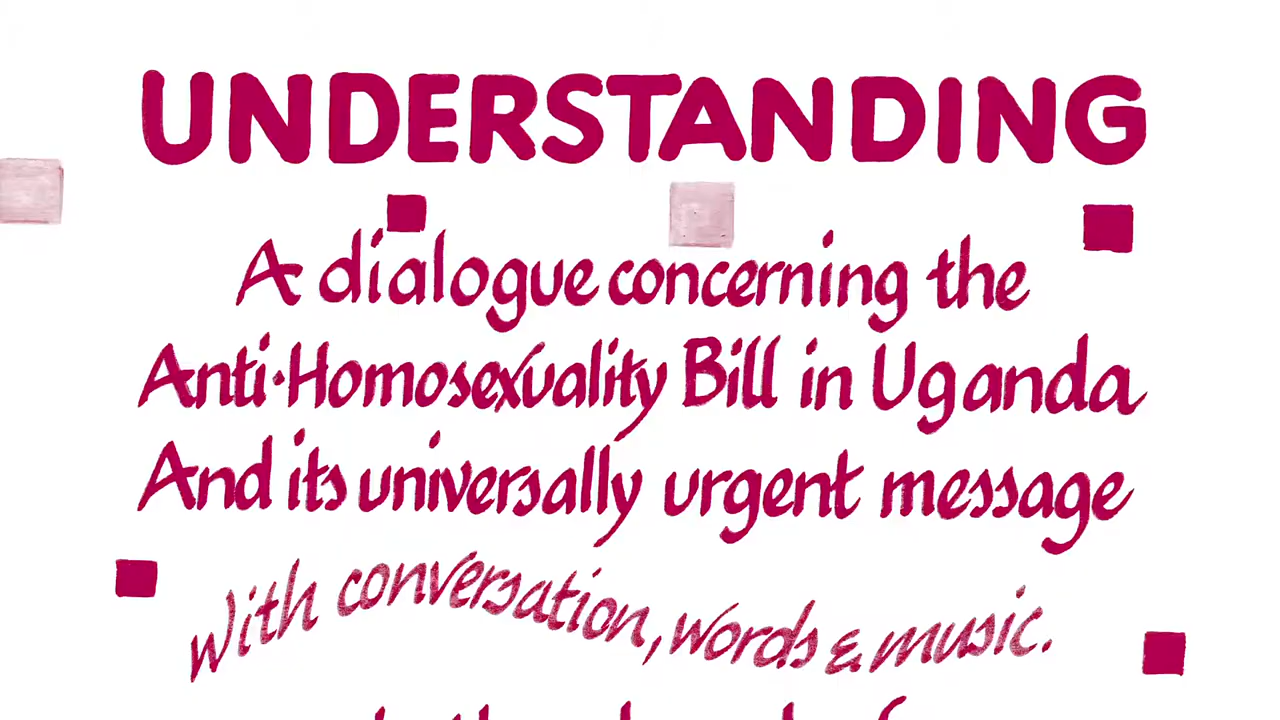 UNDERSTANDING
A dialogue concerning the
Anti-Homosexuality Bill in Uganda
And its universally urgent message
With conversation, words & music.